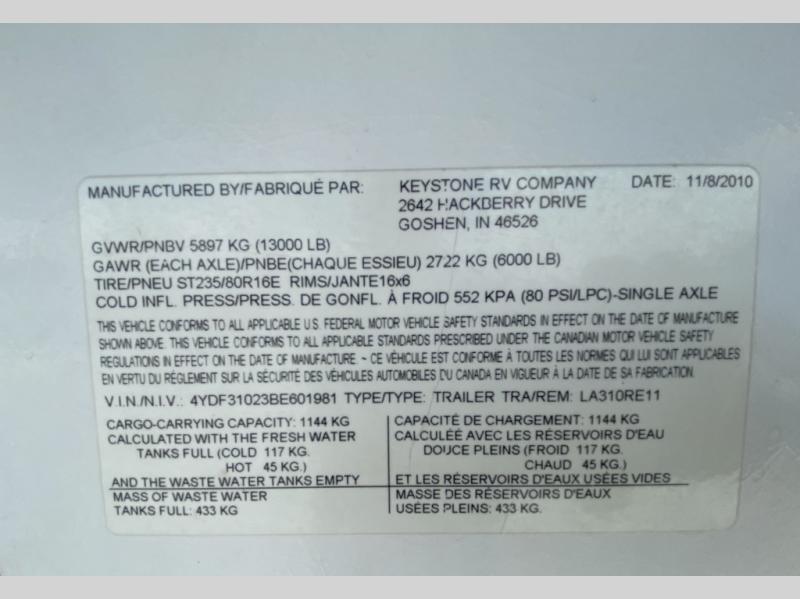 MANUFACTURED BY/FABRIQUÉ PAR: KEYSTONE RV COMPANY DATE: 11/8/2010
2642 HACKBERRY DRIVE
GOSHEN, IN 46526
GVWR/PNBV 5897 KG (13000 LB)
GAWR (EACH AXLE)/PNBE(CHAQUE ESSIEU) 2722 KG (6000 LB)
TIRE/PNEU ST235/80R16E RIMS/JANTE16x6
COLD INFL. PRESS/PRESS. DE GONFL. À FROID 552 KPA (80 PSI/LPC)-SINGLE AXLE
THIS VEHICLE CONFORMS TO ALL APPLICABLE U.S. FEDERAL MOTOR VEHICLE SAFETY STANDARDS IN EFFECT ON THE DATE OF MANUFACTURE
SHOWN ABOVE. THIS VEHICLE CONFORMS TO ALL APPLICABLE STANDARDS PRESCRIBED UNDER THE CANADIAN MOTOR VEHICLE SAFETY
REGULATIONS IN EFFECT ON THE DATE OF MANUFACTURE. ~ CE VÉHICULE EST CONFORME À TOUTES LES NORMES QUI LUI SONT APPLICABLES
EN VERTU DU RÈGLEMENT SUR LA SÉCURITÉ DES VÉHICULES AUTOMOBILES DU CANADA EN VIGUEUR À LA DATE DE SA FABRICATION.
V.I.N./N.I.V.: 4YDF31023BE601981 TYPE/TYPE: TRAILER TRA/REM: LA310RE11
CARGO-CARRYING CAPACITY: 1144 KG
CALCULATED WITH THE FRESH WATER
TANKS FULL (COLD 117 KG.
HOT 45 KG.)
AND THE WASTE WATER TANKS EMPTY
MASS OF WASTE WATER
TANKS FULL: 433 KG
CAPACITÉ DE CHARGEMENT: 1144 KG
CALCULÉE AVEC LES RÉSERVOIRS D'EAU
DOUCE PLEINS (FROID 117 KG.
CHAUD 45 KG.)
ET LES RÉSERVOIRS D'EAUX USÉES VIDES
MASSE DES RÉSERVOIRS D'EAUX
USÉES PLEINS: 433 KG.